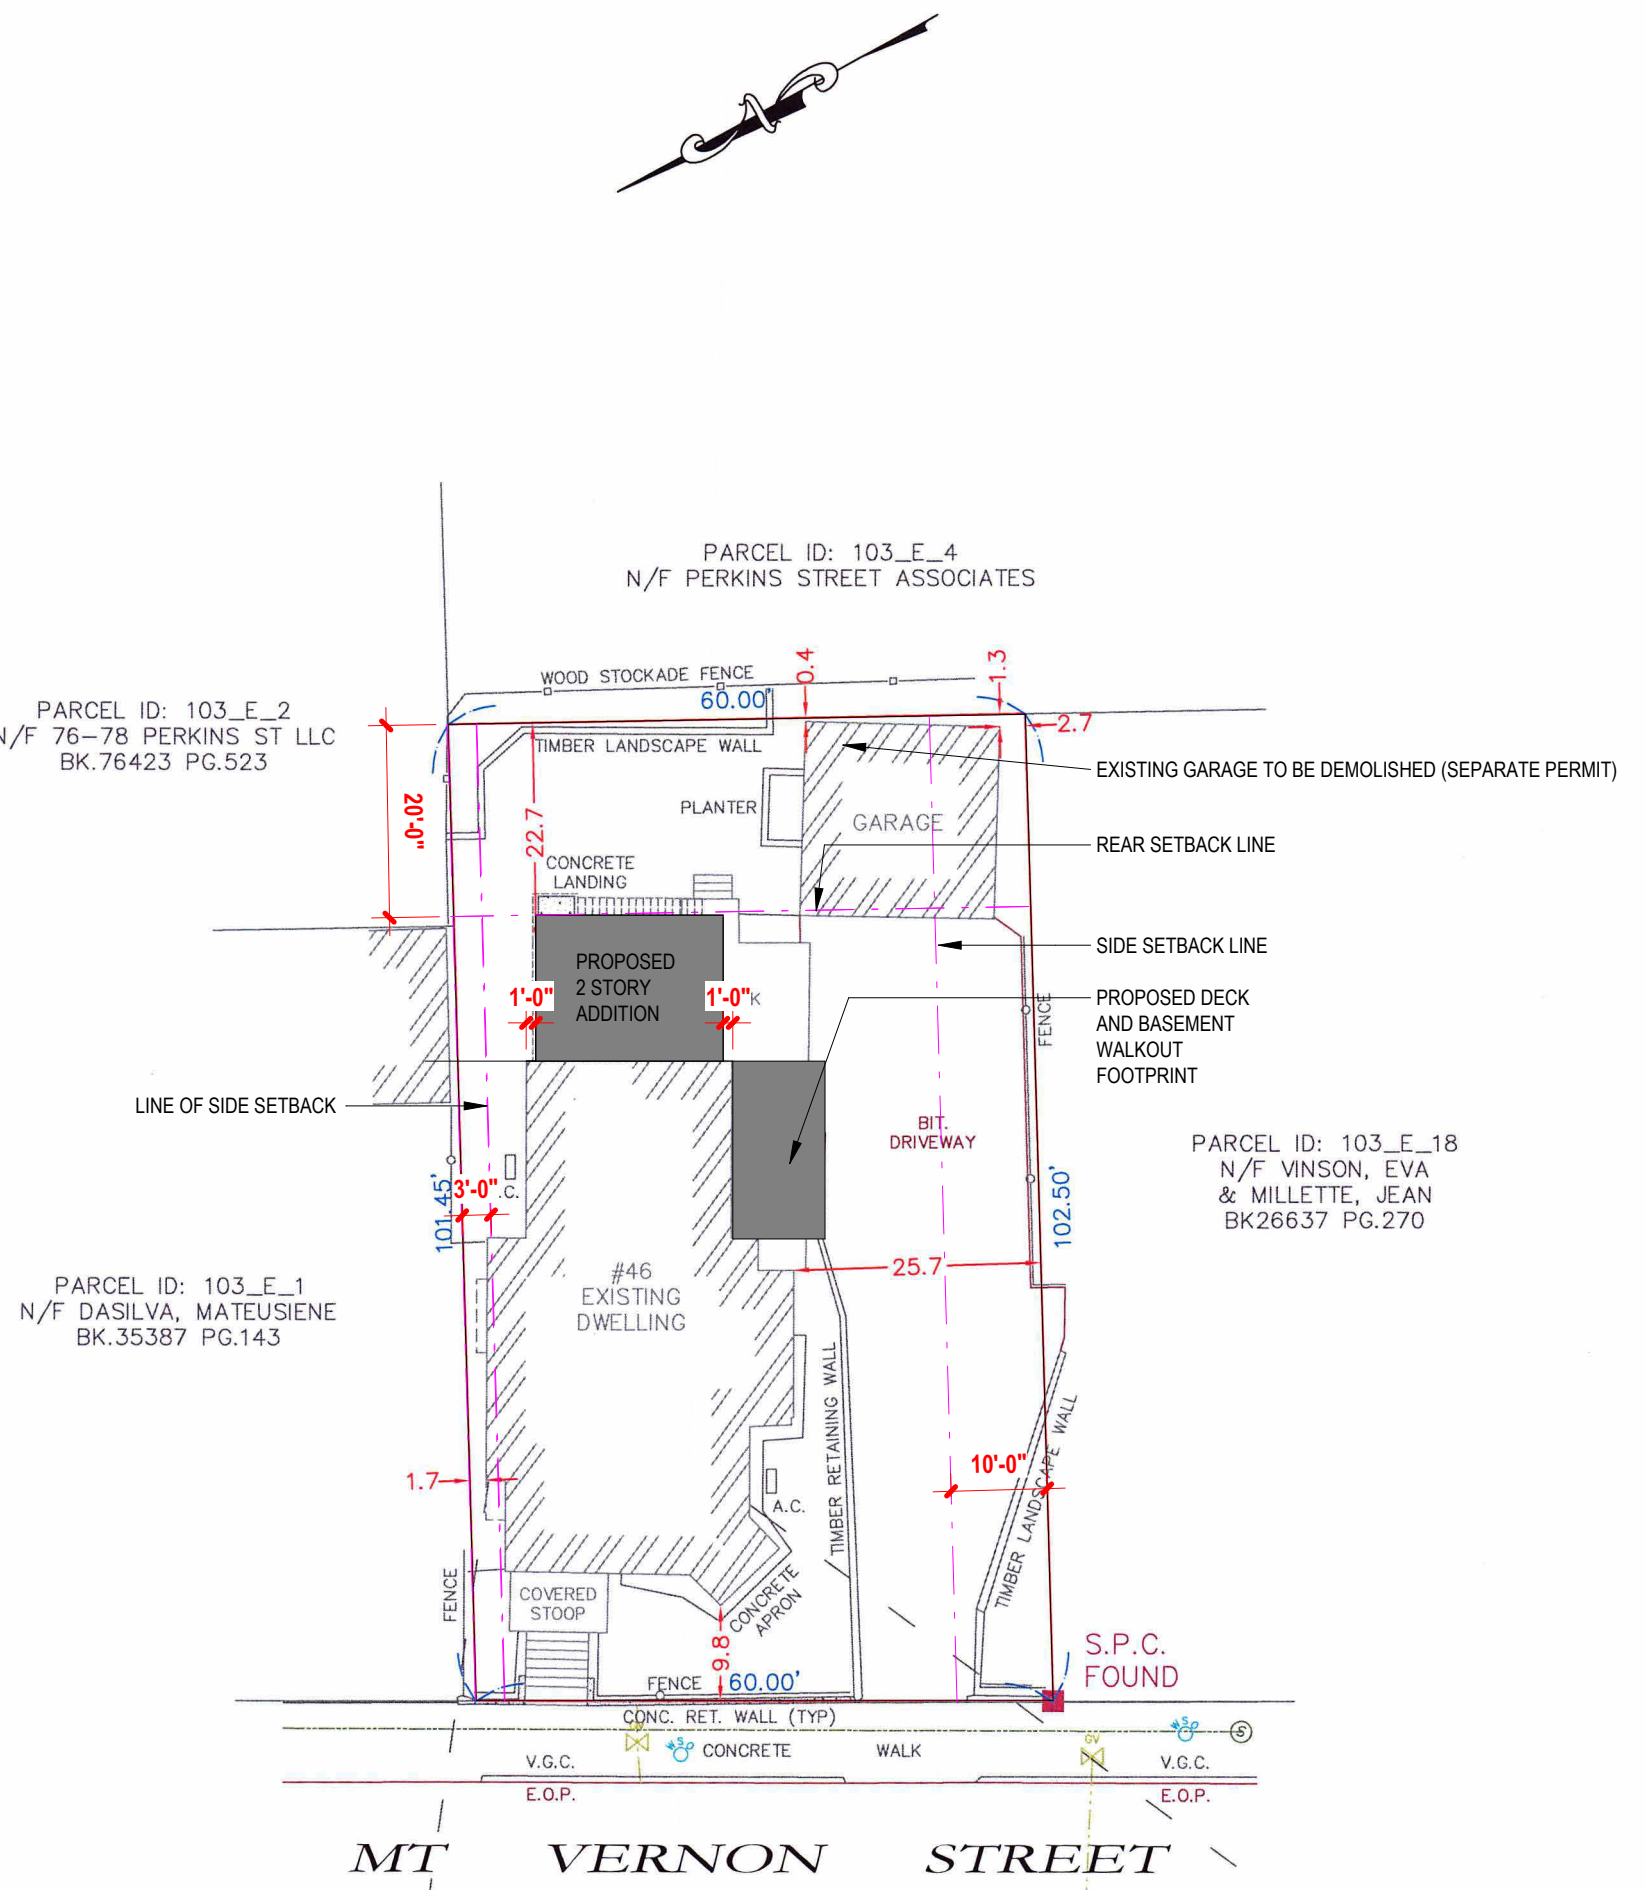 N
PARCEL ID: 103_E_4
N/F PERKINS STREET ASSOCIATES
WOOD STOCKADE FENCE
60.00'
0.4
1.3
2.7
PARCEL ID: 103_E_2
N/F 76-78 PERKINS ST LLC
BK.76423 PG.523
TIMBER LANDSCAPE WALL
EXISTING GARAGE TO BE DEMOLISHED (SEPARATE PERMIT)
20'-0"
22.7
PLANTER
GARAGE
REAR SETBACK LINE
CONCRETE
LANDING
SIDE SETBACK LINE
PROPOSED
2 STORY
ADDITION
1'-0"
1'-0"
K
PROPOSED DECK
AND BASEMENT
WALKOUT
FOOTPRINT
FENCE
LINE OF SIDE SETBACK
BIT.
DRIVEWAY
PARCEL ID: 103_E_18
N/F VINSON, EVA
& MILLETTE, JEAN
BK26637 PG.270
101.45'
3'-0"
.C.
102.50'
25.7
#46
EXISTING
DWELLING
PARCEL ID: 103_E_1
N/F DASILVA, MATEUSIENE
BK.35387 PG.143
TIMBER RETAINING WALL
TIMBER LANDSCAPE WALL
10'-0"
1.7
A.C.
FENCE
COVERED
STOOP
CONCRETE
APRON
9.8
FENCE
60.00'
S.P.C.
FOUND
CONC. RET. WALL (TYP)
GV
WSO
CONCRETE WALK
GV
WSO
S
V.G.C.
V.G.C.
E.O.P.
E.O.P.
MT VERNON STREET